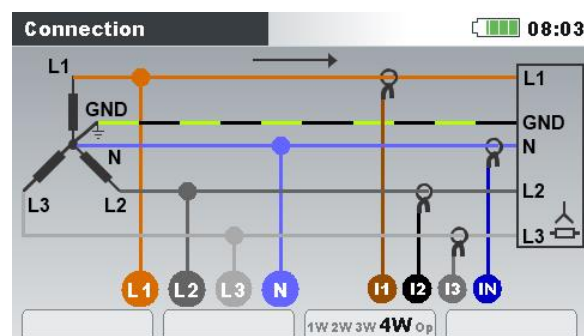 Connection 08:03
L1 L1
GND GND
N N
L3 L2 L2
L3
L1 L2 L3 N I1 I2 I3 IN
1W 2W 3W 4W Op